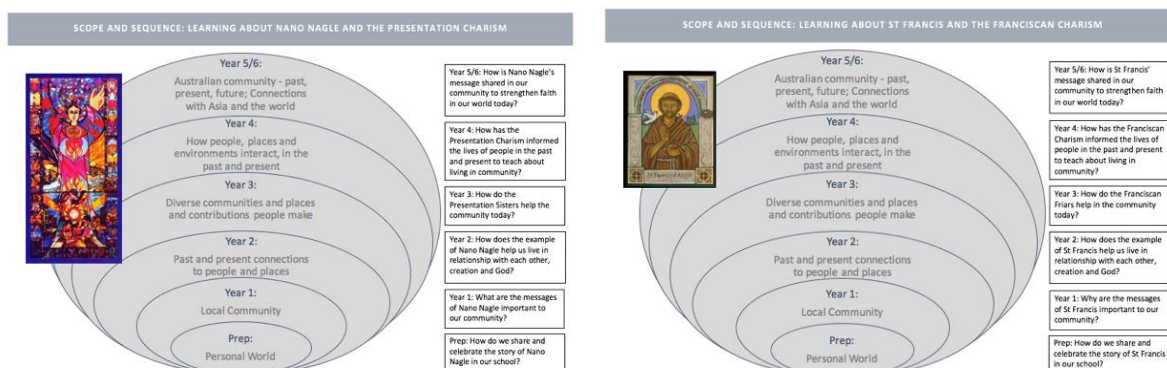 SCOPE AND SEQUENCE: LEARNING ABOUT NANO NAGLE AND THE PRESENTATION CHARISM
Year 5/6:
Australian community - past,
present, future; Connections
with Asia and the world
Year 4:
How people, places and
environments interact, in the
past and present
Year 3:
Diverse communities and places
and contributions people make
Year 2:
Past and present connections
to people and places
Year 1:
Local Community
Prep:
Personal World
Year 5/6: How is Nano Nagle's
message shared in our
community to strengthen faith
in our world today?
Year 4: How has the
Presentation Charism informed
the lives of people in the past
and present to teach about
living in community?
Year 3: How do the
Presentation Sisters help the
community today?
Year 2: How does the example
of Nano Nagle help us live in
relationship with each other,
creation and God?
Year 1: What are the messages
of Nano Nagle important to
our community?
Prep: How do we share and
celebrate the story of Nano
Nagle in our school?
SCOPE AND SEQUENCE: LEARNING ABOUT ST FRANCIS AND THE FRANCISCAN CHARISM
St Francis of Assisi
Year 5/6:
Australian community - past,
present, future; Connections
with Asia and the world
Year 4:
How people, places and
environments interact, in the
past and present
Year 3:
Diverse communities and places
and contributions people make
Year 2:
Past and present connections
to people and places
Year 1:
Local Community
Prep:
Personal World
Year 5/6: How is St Francis'
message shared in our
community to strengthen faith
in our world today?
Year 4: How has the Franciscan
Charism informed the lives of
people in the past and present
to teach about living in
community?
Year 3: How do the Franciscan
Friars help in the community
today?
Year 2: How does the example
of St Francis help us live in
relationship with each other,
creation and God?
Year 1: Why are the messages
of St Francis important to our
community?
Prep: How do we share and
celebrate the story of St Francis
in our school?